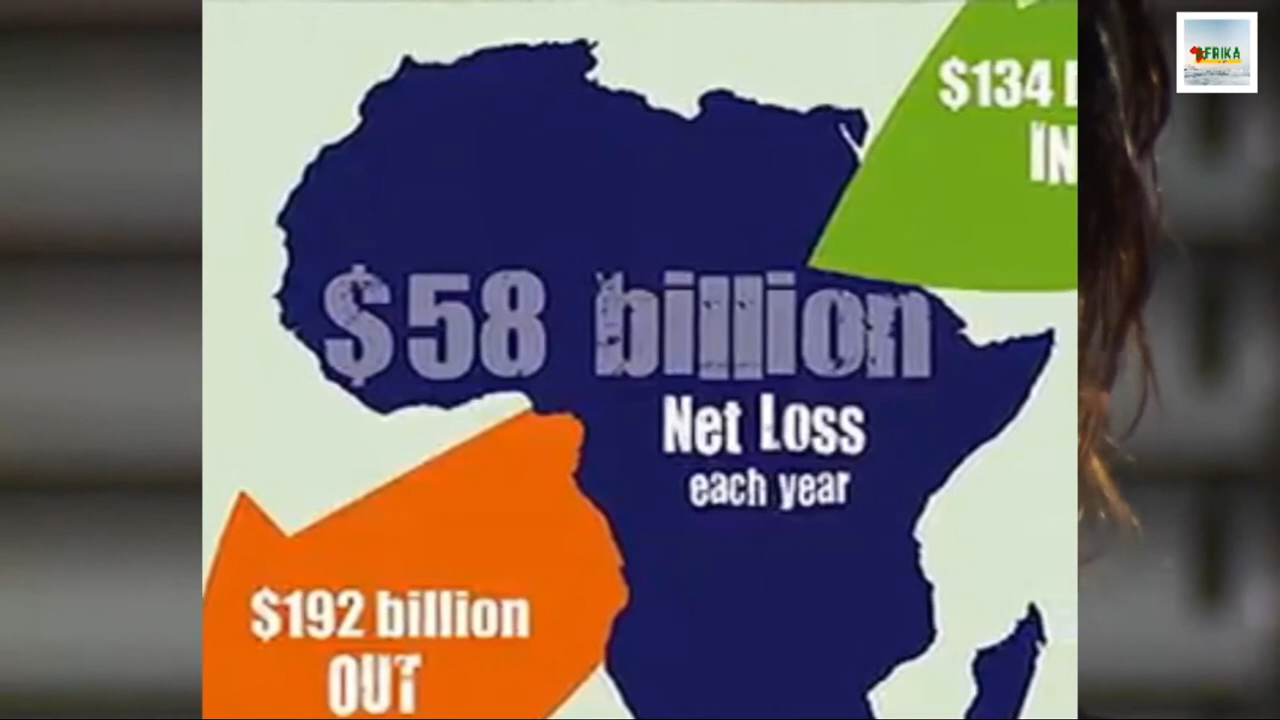 $134
IN
$58 billion
Net Loss
each year
$192 billion
OUT
AFRIKA